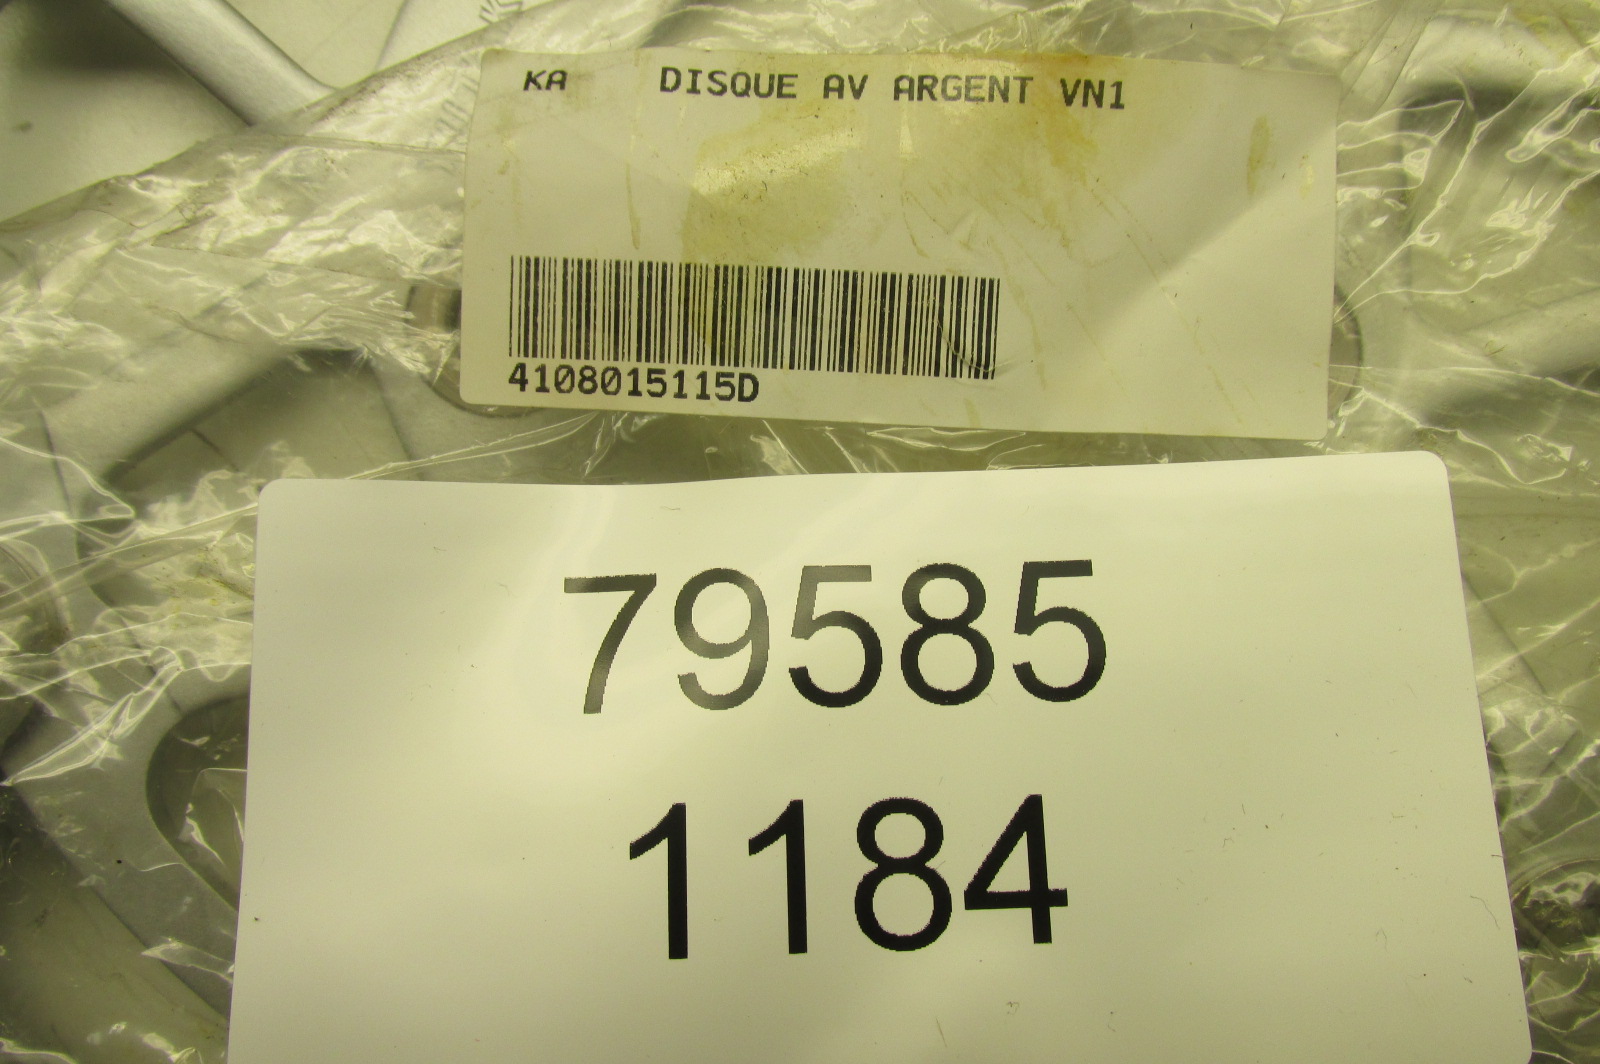 KA DISQUE AV ARGENT VN1
4108015115D
79585
1184